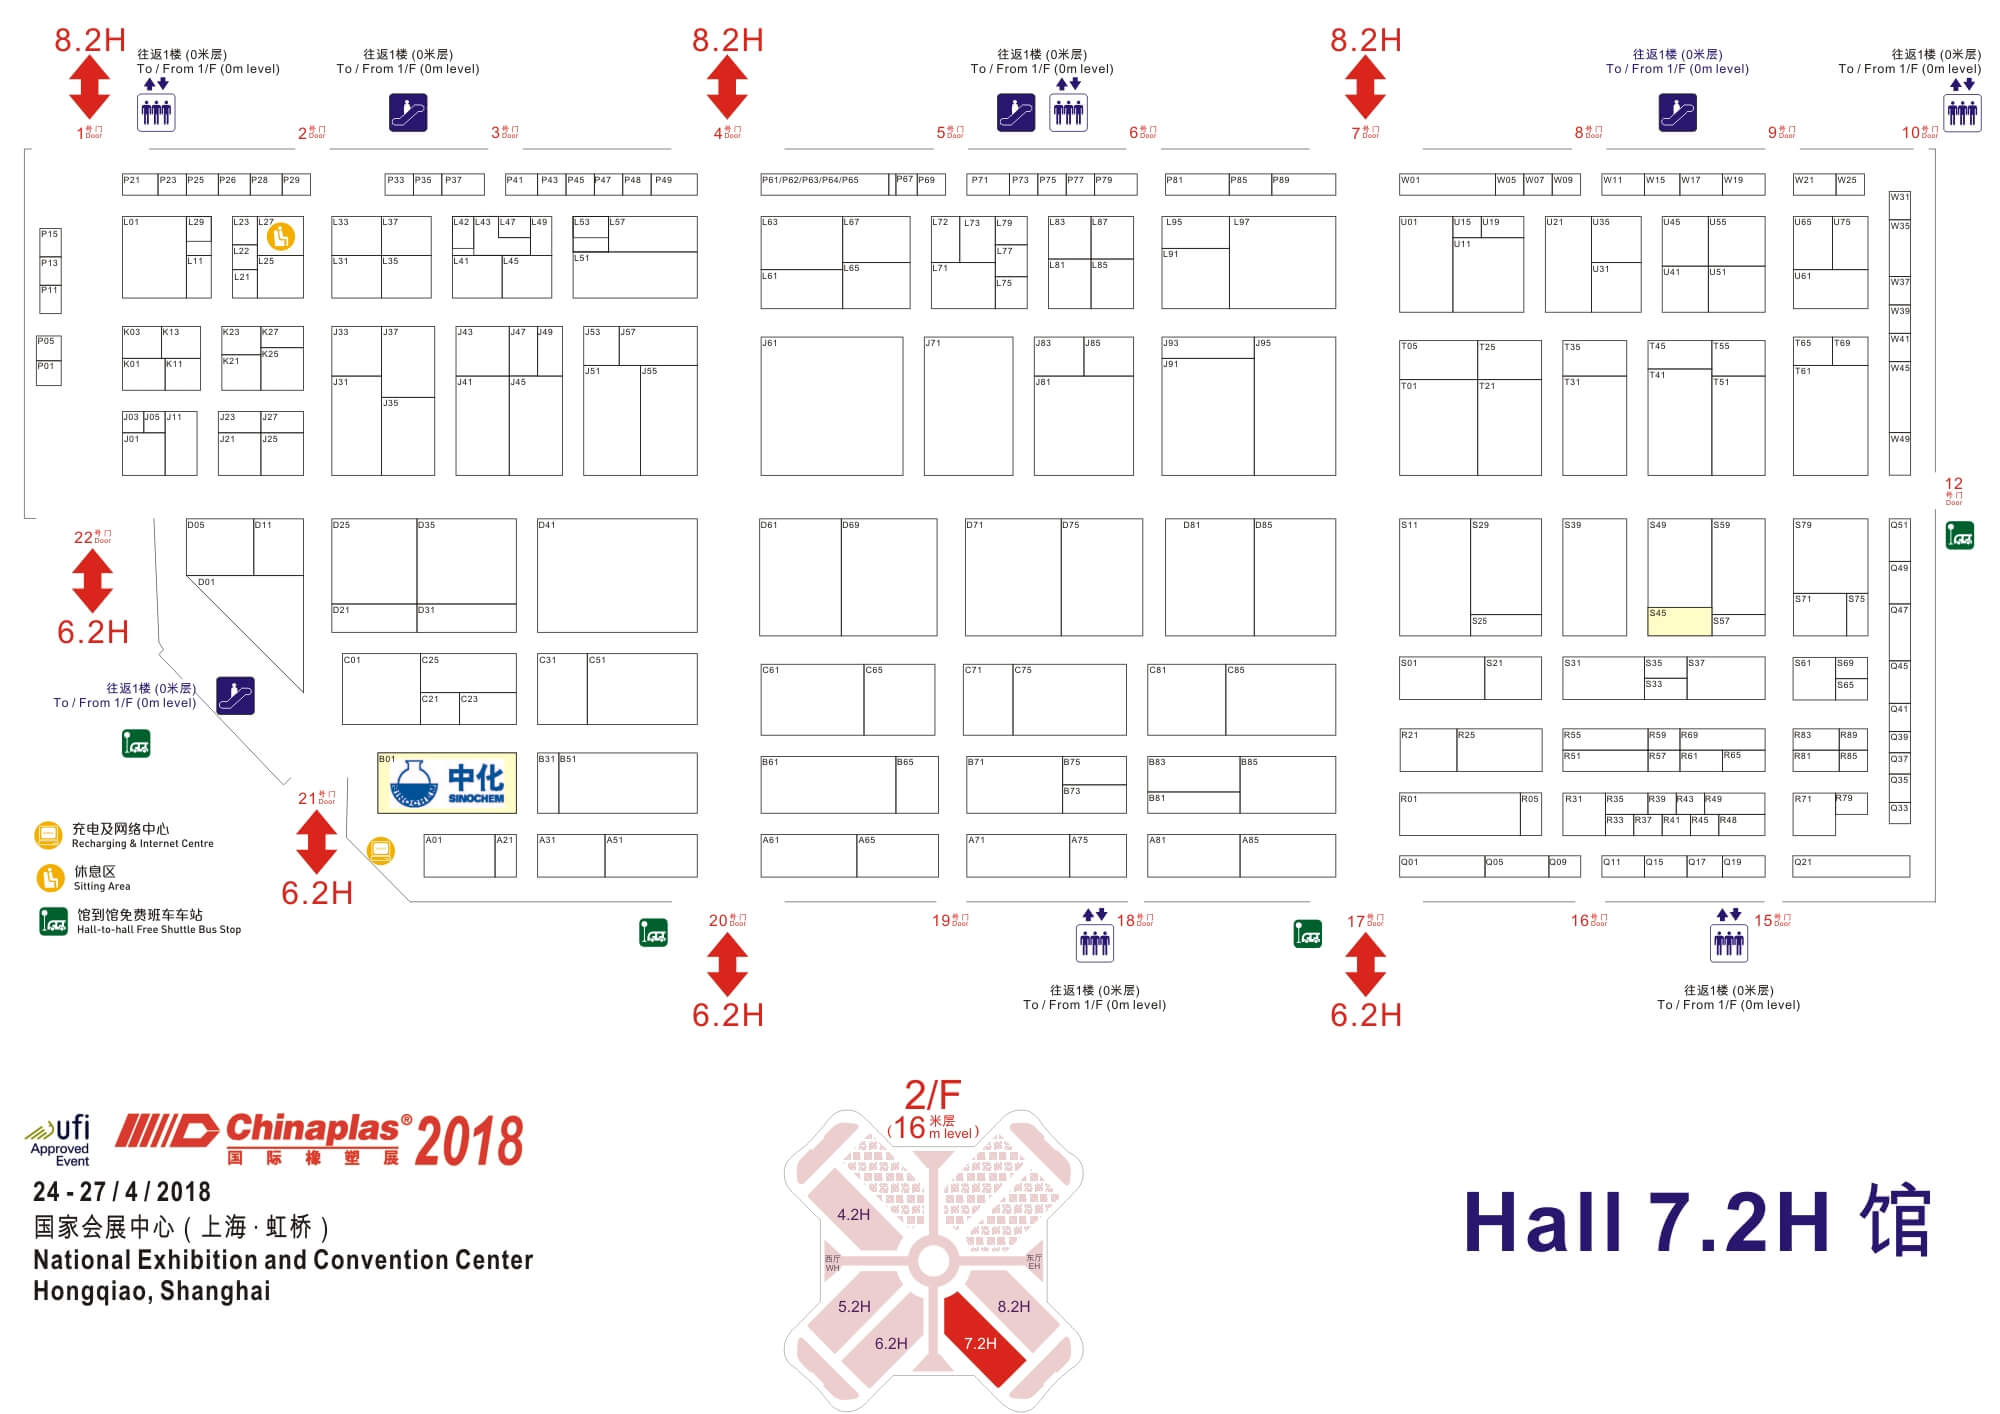 8.2H
往返1楼 (0米层)
To / From 1/F (0m level)
往返1楼 (0米层)
To / From 1/F (0m level)
8.2H
往返1楼 (0米层)
To / From 1/F (0m level)
8.2H
往返1楼 (0米层)
To / From 1/F (0m level)
往返1楼 (0米层)
To / From 1/F (0m level)
1号门 Door
2号门 Door
3号门 Door
4号门 Door
5号门 Door
6号门 Door
7号门 Door
8号门 Door
9号门 Door
10号门 Door
P21 P23 P25 P26 P28 P29 P33 P35 P37 P41 P43 P45 P47 P48 P49 P61/P62/P63/P64/P65 P67 P69 P71 P73 P75 P77 P79 P81 P85 P89 W01 W05 W07 W09 W11 W15 W17 W19 W21 W25
W31
L01 L29 L23 L27 L33 L37 L42 L43 L47 L49 L53 L57 L63 L67 L72 L73 L79 L83 L87 L95 L97 U01 U15 U19 U21 U35 U45 U55 U65 U75 W35
P15 L22 L77 L91 U11
P13 L11 L21 L25 L31 L35 L41 L45 L51 L61 L65 L71 L75 L81 L85 U31 U41 U51 U61 W37
P11 W39
P05 K03 K13 K23 K27 J33 J37 J43 J47 J49 J53 J57 J61 J71 J83 J85 J93 J95 T05 T25 T35 T45 T55 T65 T69 W41
P01 K01 K11 K21 K25 J31 J41 J45 J51 J55 J81 J91 T01 T21 T31 T41 T51 T61 W45
J03 J05 J11 J23 J27 J35
J01 J21 J25 W49
12号门 Door
22号门 Door
6.2H
D05 D11 D25 D35 D41 D61 D69 D71 D75 D81 D85 S11 S29 S39 S49 S59 S79 Q51
D01 Q49
D21 D31 S25 S45 S57 S71 S75 Q47
C01 C25 C31 C51 C61 C65 C71 C75 C81 C85 S01 S21 S31 S35 S37 S61 S69 Q45
C21 C23 S33 S65
往返1楼 (0米层)
To / From 1/F (0m level)
Q41
R21 R25 R55 R59 R69 R83 R89 Q39
B01 B31 B51 B61 B65 B71 B75 B83 B85 R51 R57 R61 R65 R81 R85 Q37
SINOCHEM
中化
SINOCHEM
B73 B81 Q35
21号门 Door
6.2H
R01 R05 R31 R35 R39 R43 R49 R71 R79 Q33
R33 R37 R41 R45 R48
A01 A21 A31 A51 A61 A65 A71 A75 A81 A85 Q01 Q05 Q09 Q11 Q15 Q17 Q19 Q21
充电及网络中心
Recharging & Internet Centre
休息区
Sitting Area
馆到馆免费班车车站
Hall-to-hall Free Shuttle Bus Stop
20号门 Door
19号门 Door
18号门 Door
17号门 Door
16号门 Door
15号门 Door
6.2H
往返1楼 (0米层)
To / From 1/F (0m level)
6.2H
往返1楼 (0米层)
To / From 1/F (0m level)
ufi
Approved
Event
Chinaplas® 2018
国际橡塑展
24 - 27 / 4 / 2018
国家会展中心 ( 上海 · 虹桥 )
National Exhibition and Convention Center
Hongqiao, Shanghai
2/F
(16米层 m level)
4.2H
西厅
WH
东厅
EH
5.2H
8.2H
6.2H
7.2H
Hall 7.2H 馆